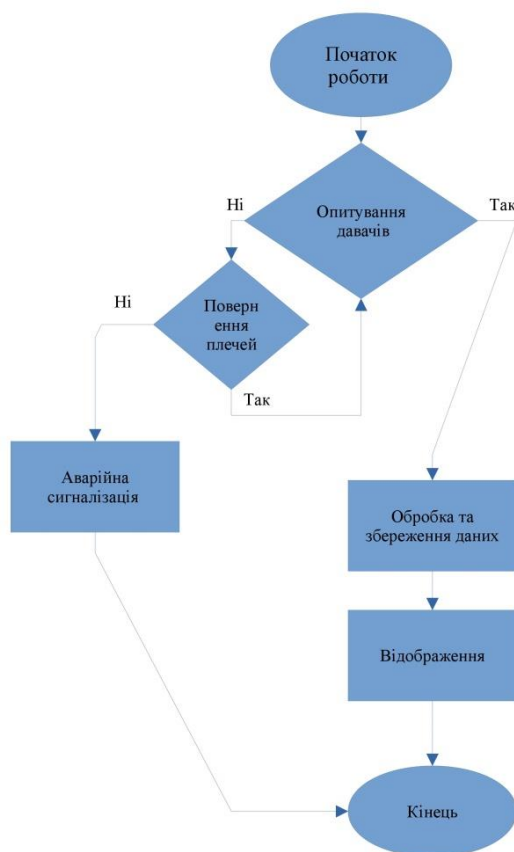 Початок
роботи
Ні
Опитування
давачів
Так
Ні
Поверн
ення
плечей
Так
Аварійна
сигналізація
Обробка та
збереження даних
Відображення
Кінець